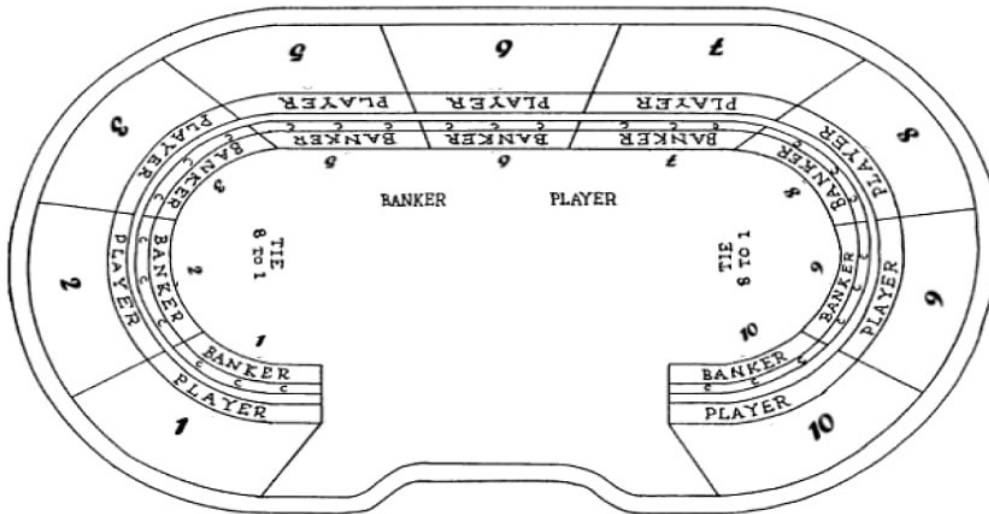 5 6 7
3 8
PLAYER PLAYER PLAYER
PLAYER PLAYER
C C C C C C C C C
BANKER BANKER BANKER
BANKER BANKER
C C C C C C
5 6 7
3 8
BANKER PLAYER
2 9
PLAYER PLAYER
BANKER BANKER
C C C C C C
2 9
TIE
8 TO 1
TIE
8 TO 1
1 10
BANKER BANKER
C C C C C C
PLAYER PLAYER
1 10